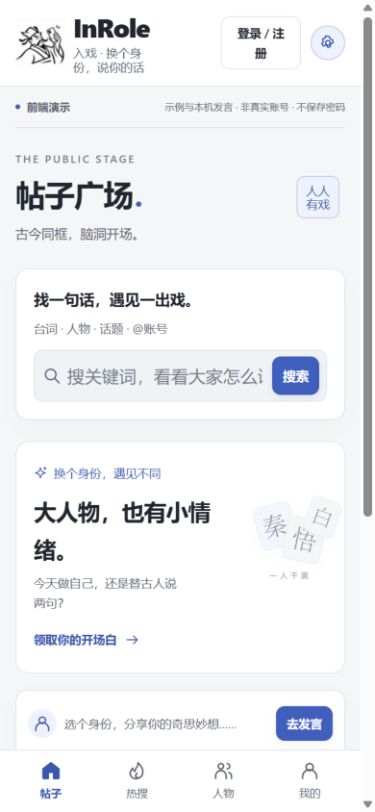 InRole
入戏 · 换个身
份，说你的话
登录 / 注
册
前端演示
示例与本机发言 · 非真实账号 · 不保存密码
THE PUBLIC STAGE
帖子广场.
人人
有戏
古今同框，脑洞开场。
找一句话，遇见一出戏。
台词 · 人物 · 话题 · @账号
搜关键词，看看大家怎么
搜索
换个身份，遇见不同
大人物，也有小情
绪。
秦
悟
白
一人千面
今天做自己，还是替古人说
两句？
领取你的开场白 →
选个身份，分享你的奇思妙想……
去发言
帖子
热搜
人物
我的